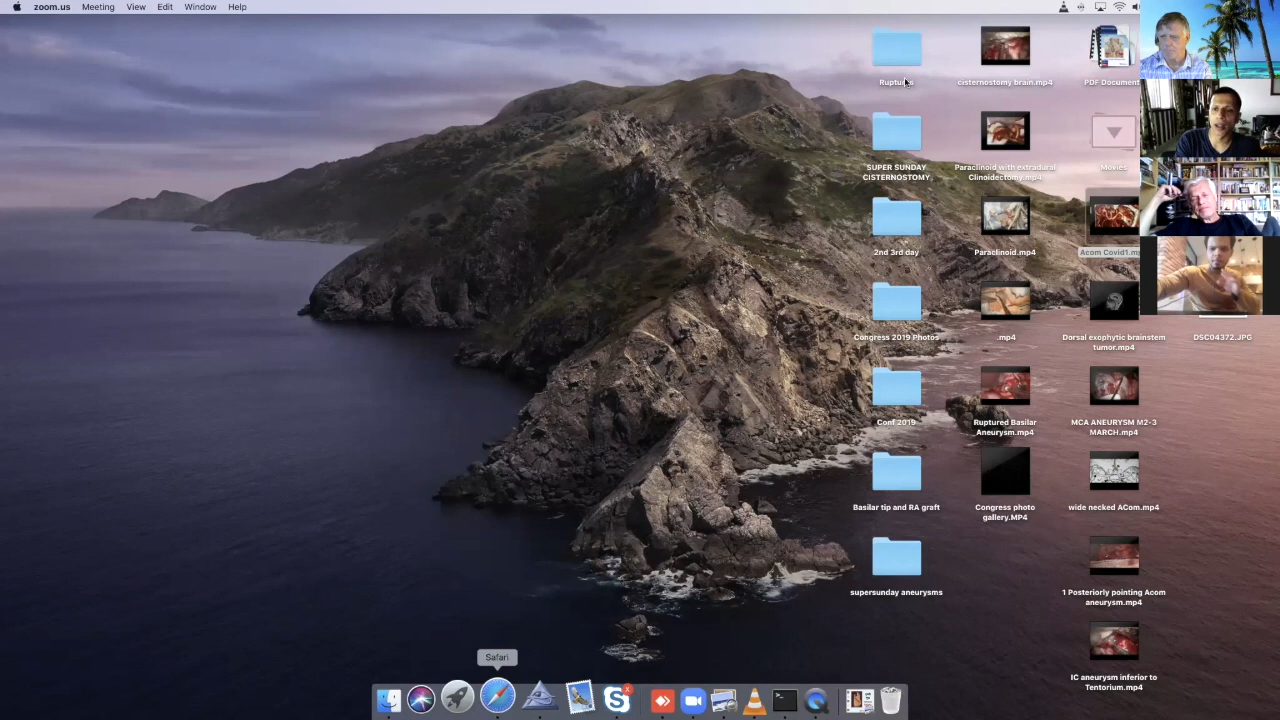 zoom.us Meeting View Edit Window Help
cisternostomy brain.mp4
PDF Document
SUPER SUNDAY
CISTERNOSTOMY
Paraclinoid with extradural
Clinoidectomy.mp4
Movies
2nd 3rd day
Paraclinoid.mp4
Acom Covid1.mp
Congress 2019 Photos
.mp4
Dorsal exophytic brainstem
tumor.mp4
DSC04372.JPG
Conf 2019
Ruptured Basilar
Aneurysm.mp4
MCA ANEURYSM M2-3
MARCH.mp4
Basilar tip and RA graft
Congress photo
gallery.MP4
wide necked ACom.mp4
supersunday aneurysms
1 Posteriorly pointing Acom
aneurysm.mp4
IC aneurysm inferior to
Tentorium.mp4
Safari